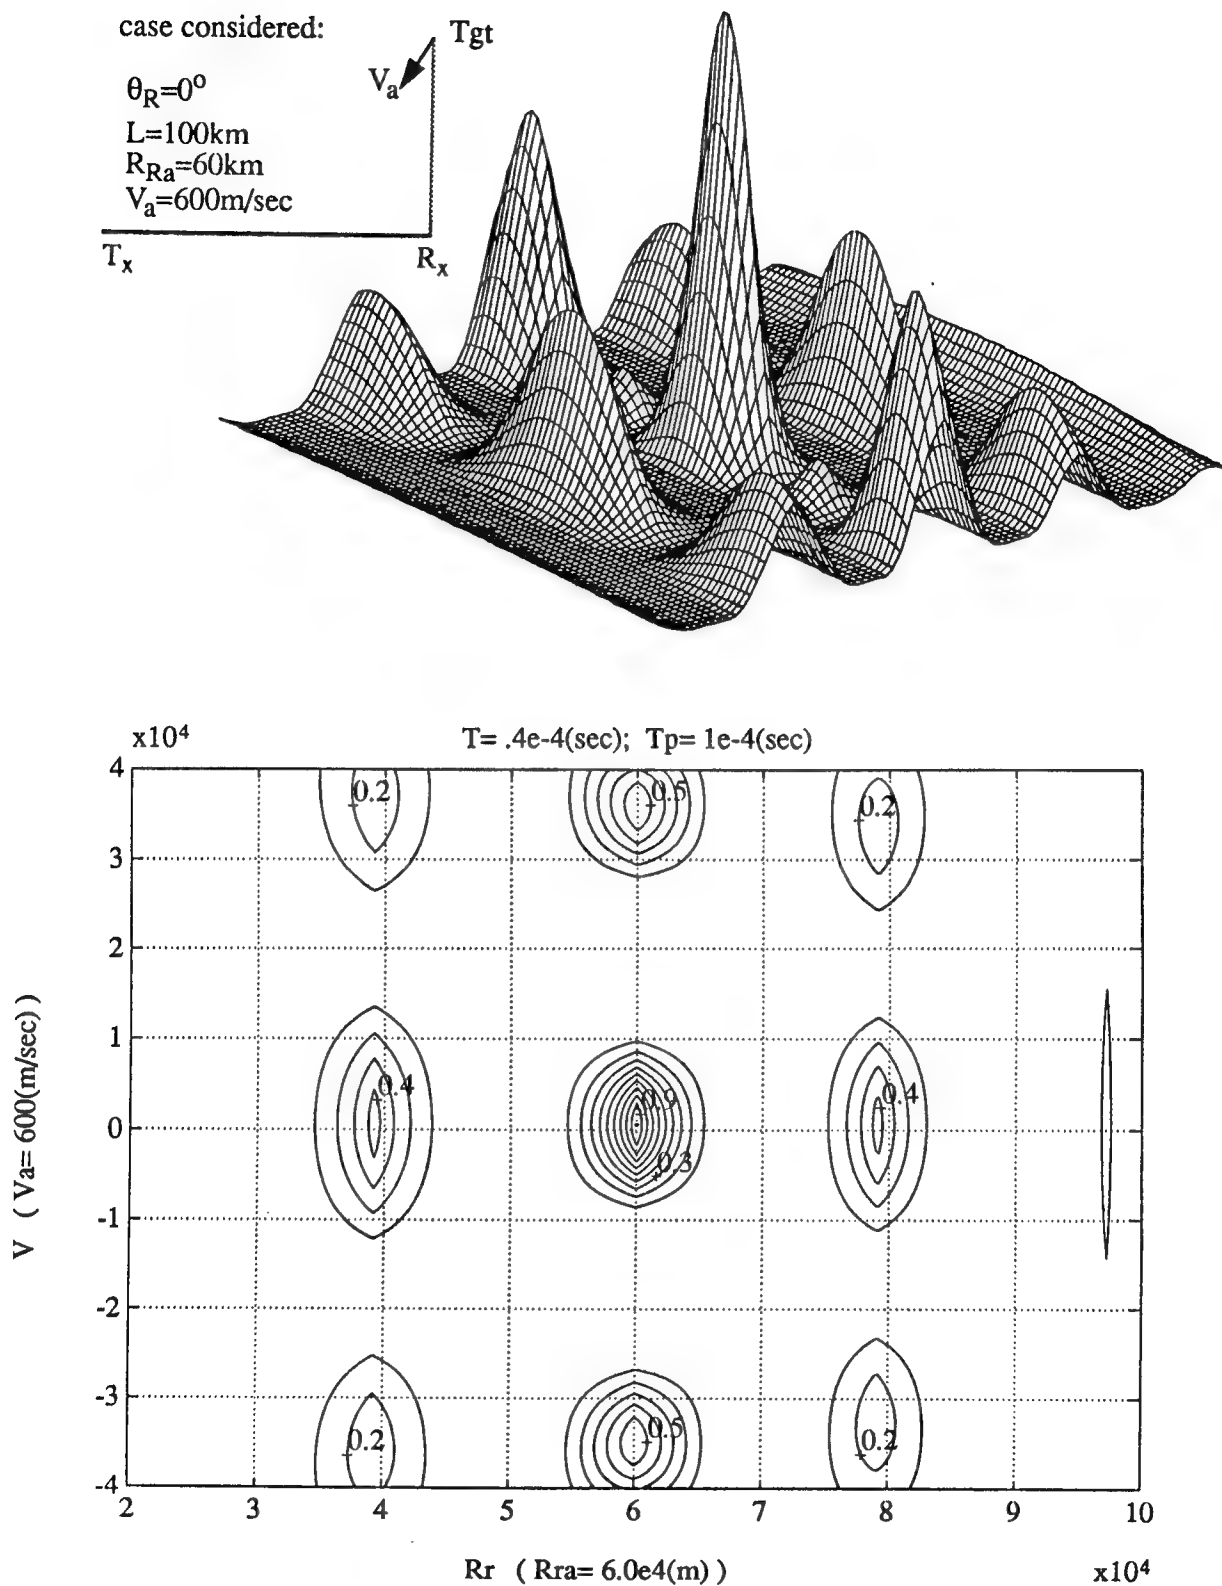 case considered:
Tgt
Va
θR=0°
L=100km
RRa=60km
Va=600m/sec
Tx
Rx
x10⁴
T= .4e-4(sec); Tp= 1e-4(sec)
4
3
2
1
0
-1
-2
-3
-4
0.2
0.5
0.2
0.4
0.9
0.3
0.4
0.2
0.5
0.2
V ( Va= 600(m/sec) )
2 3 4 5 6 7 8 9 10
Rr ( Rra= 6.0e4(m) )
x10⁴